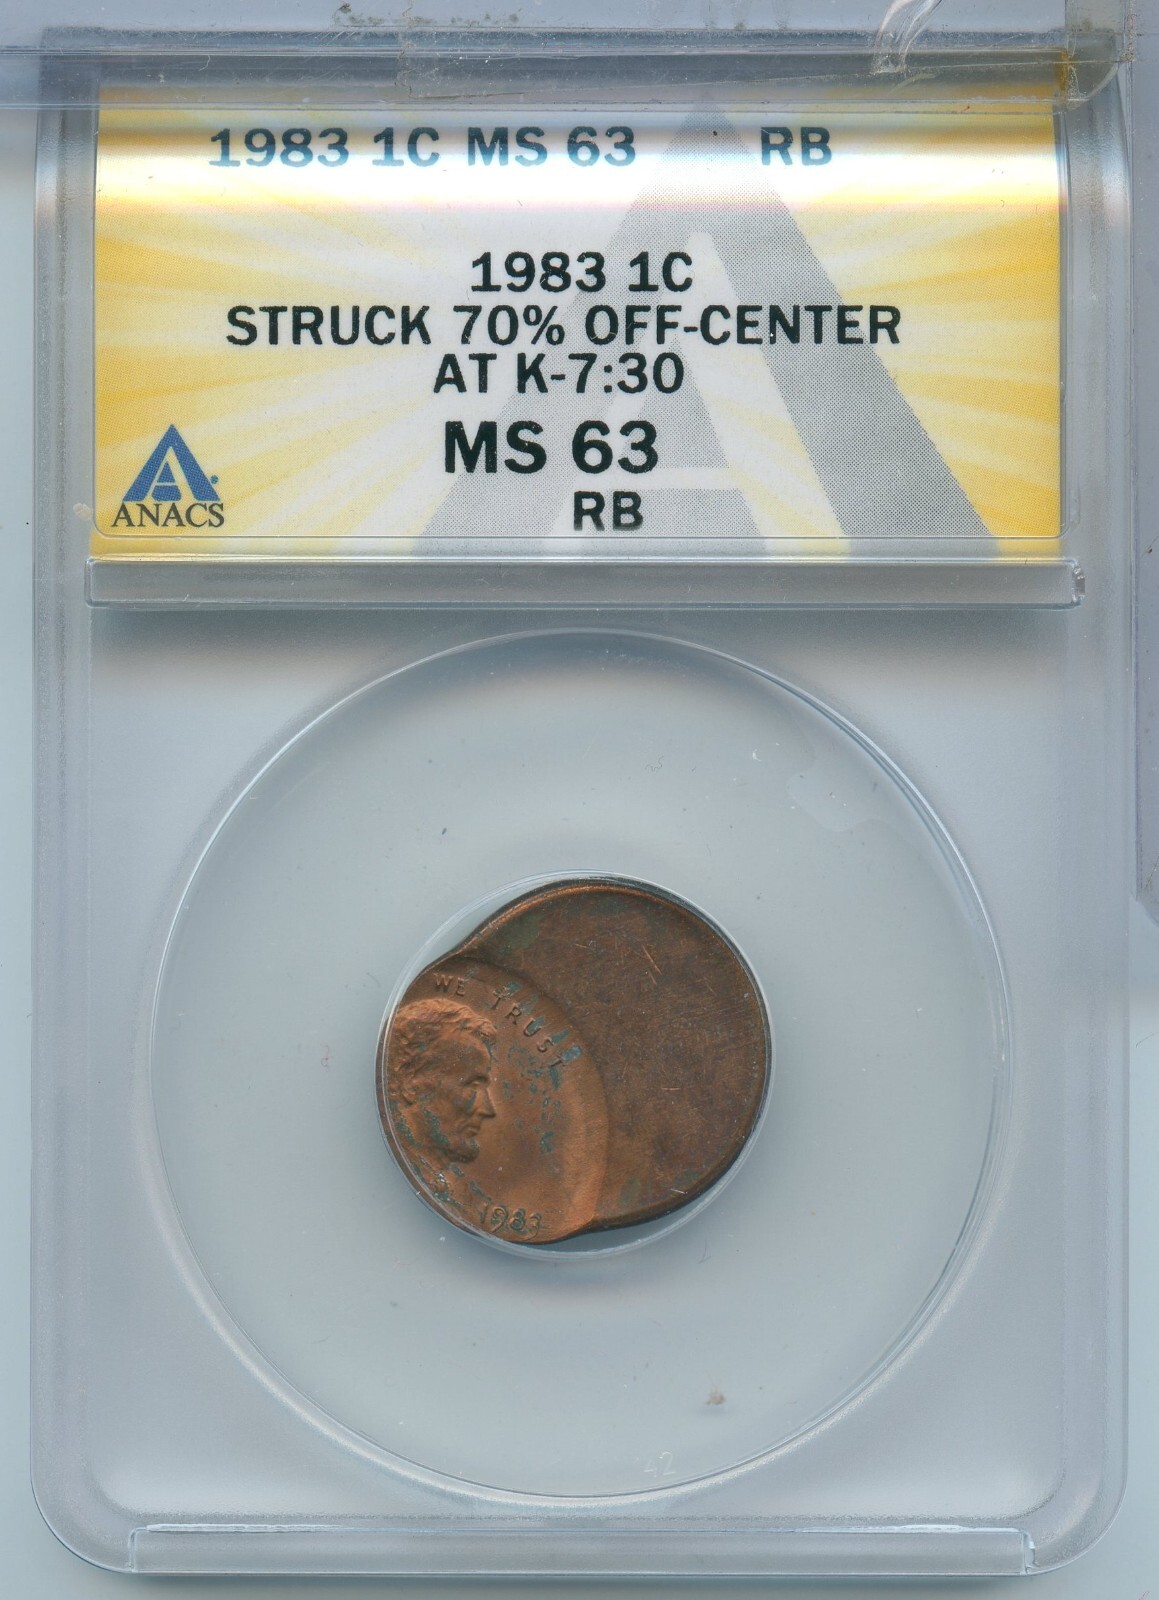 1983 1C MS 63 RB
1983 1C
STRUCK 70% OFF-CENTER
AT K-7:30
MS 63
RB
ANACS
WE TRUST
1983
42